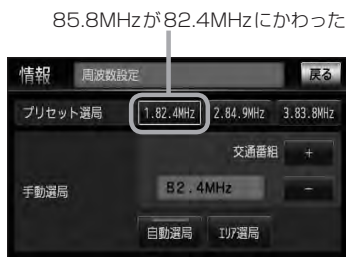 85.8MHzが82.4MHzにかわった
情報 周波数設定 戻る
プリセット選局 1.82.4MHz 2.84.9MHz 3.83.8MHz
交通番組 +
手動選局 82.4MHz -
自動選局 エリア選局